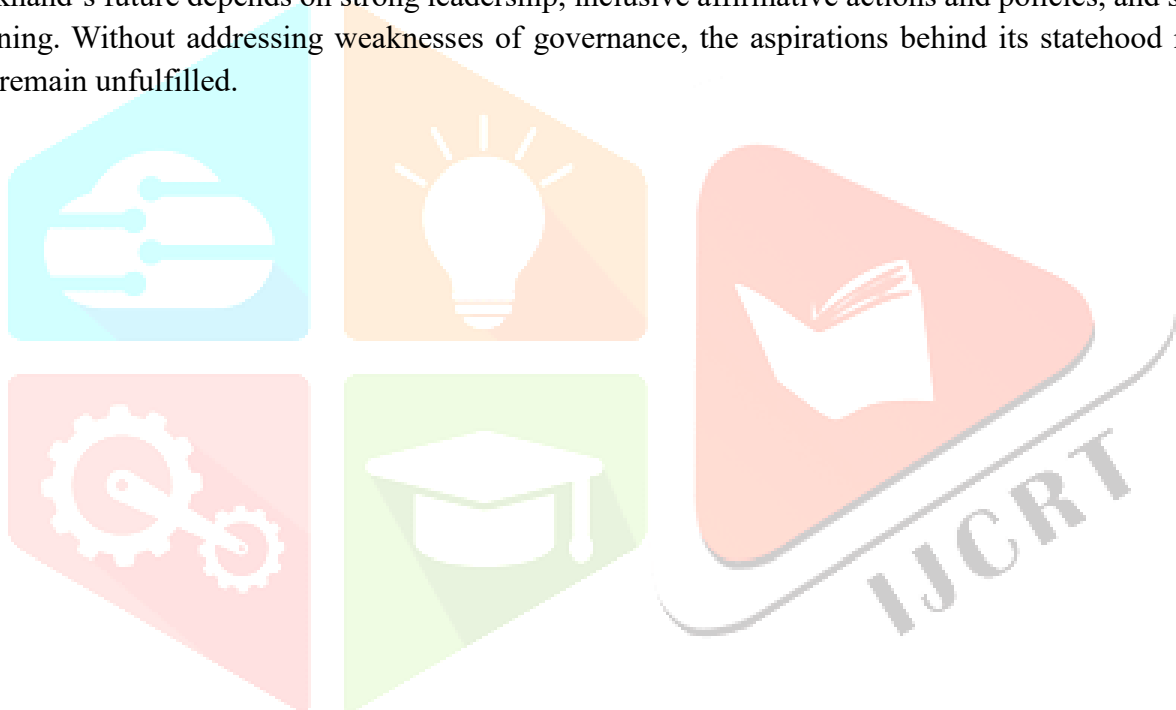 khand's future depends on strong leadership, inclusive affirmative actions and policies, and s
ning. Without addressing weaknesses of governance, the aspirations behind its statehood
remain unfulfilled.
IJCRT